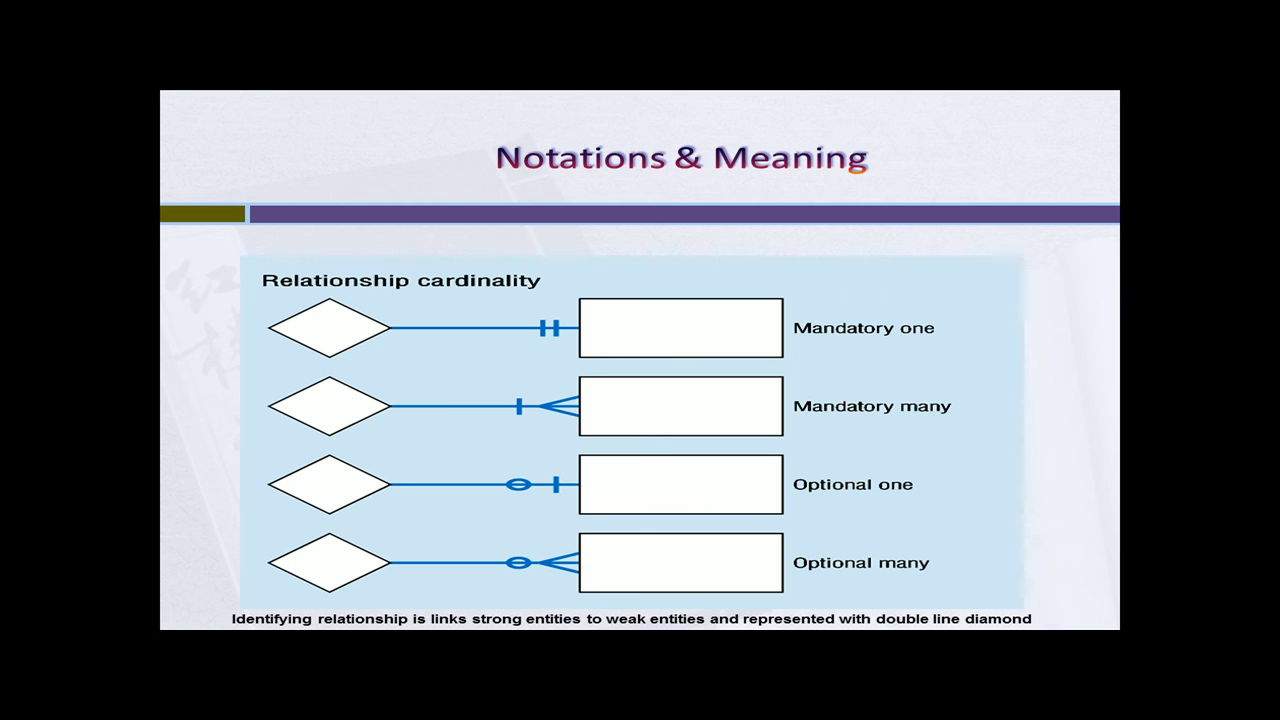 Notations & Meaning
Relationship cardinality
Mandatory one
Mandatory many
Optional one
Optional many
Identifying relationship is links strong entities to weak entities and represented with double line diamond